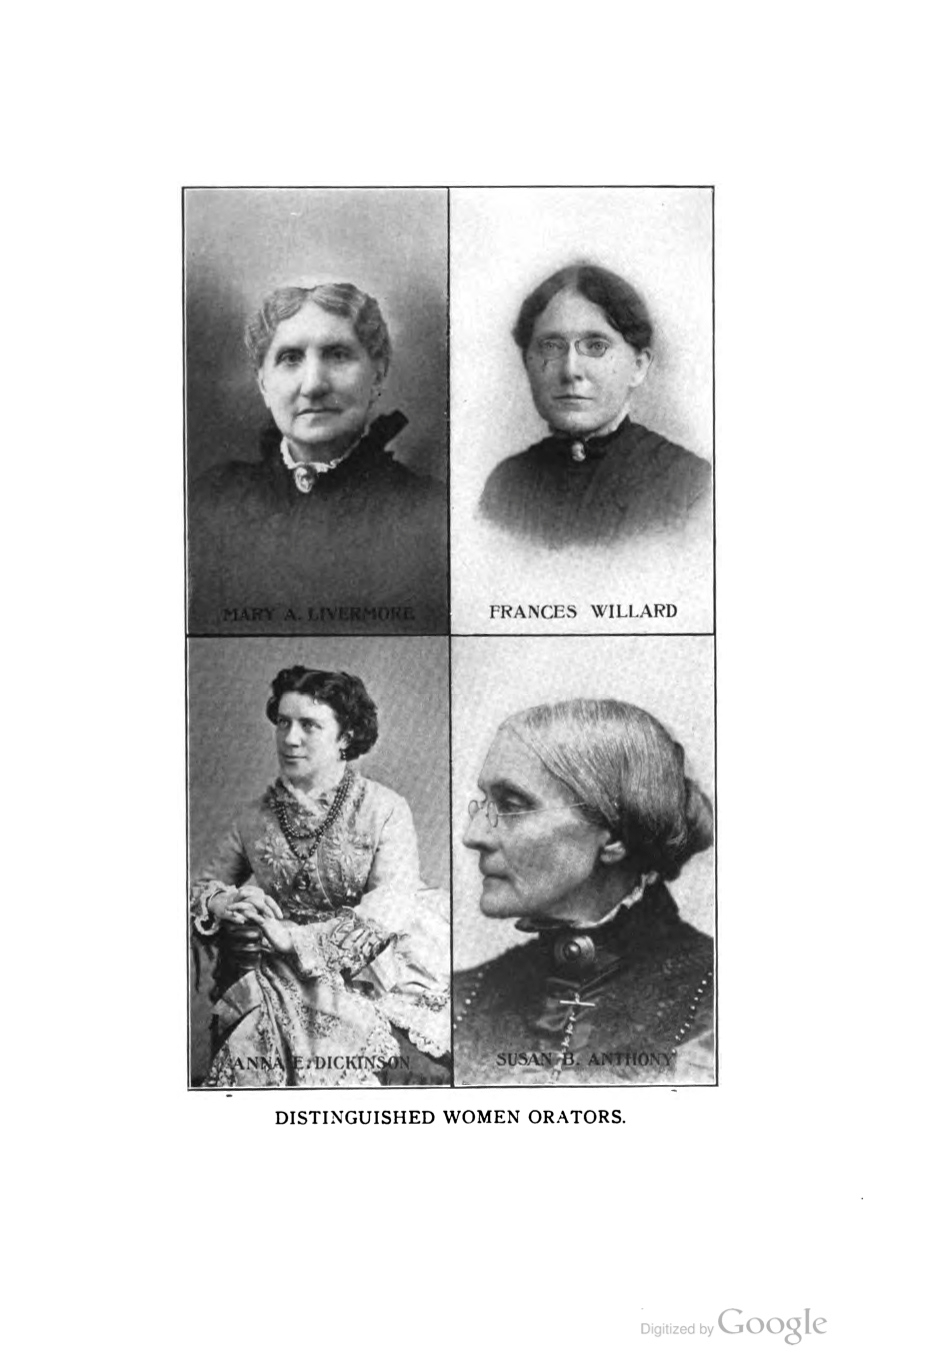 MARY A. LIVERMORE
FRANCES WILLARD
ANNA E. DICKINSON
SUSAN B. ANTHONY
DISTINGUISHED WOMEN ORATORS.
Digitized by Google